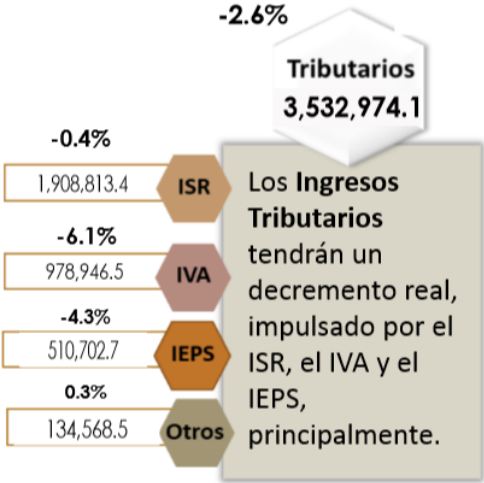 -2.6%
Tributarios
3,532,974.1
-0.4%
1,908,813.4
ISR
-6.1%
978,946.5
IVA
-4.3%
510,702.7
IEPS
0.3%
134,568.5
Otros
Los Ingresos
Tributarios
tendrán un
decremento real,
impulsado por el
ISR, el IVA y el
IEPS,
principalmente.